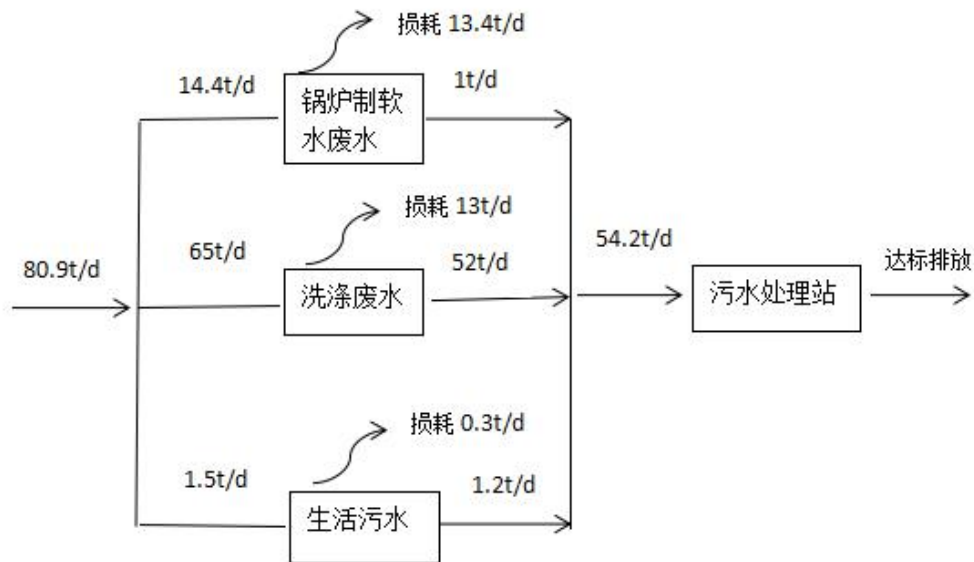 损耗 13.4t/d
14.4t/d
锅炉制软
水废水
1t/d
损耗 13t/d
80.9t/d
65t/d
洗涤废水
52t/d
54.2t/d
污水处理站
达标排放
损耗 0.3t/d
1.5t/d
生活污水
1.2t/d